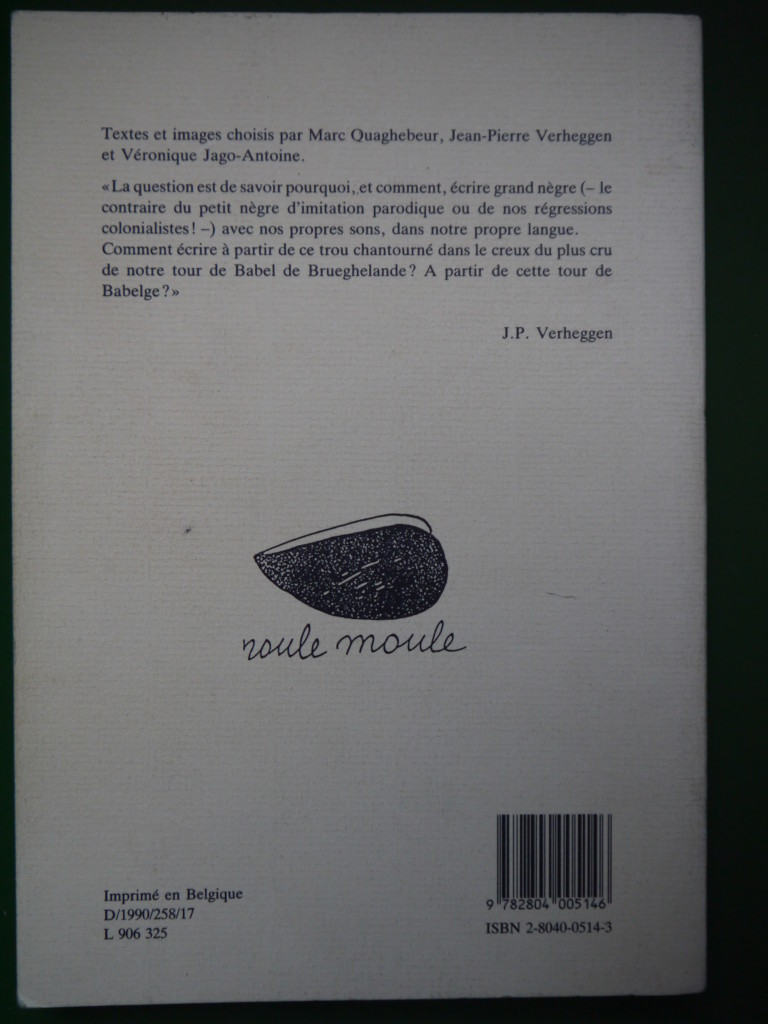 Textes et images choisis par Marc Quaghebeur, Jean-Pierre Verheggen
et Véronique Jago-Antoine.
«La question est de savoir pourquoi, et comment, écrire grand nègre (– le
contraire du petit nègre d'imitation parodique ou de nos régressions
colonialistes! –) avec nos propres sons, dans notre propre langue.
Comment écrire à partir de ce trou chantourné dans le creux du plus cru
de notre tour de Babel de Brueghelande? A partir de cette tour de
Babelge?»
J.P. Verheggen
roule moule
Imprimé en Belgique
D/1990/258/17
L 906 325
9 782804 005146
ISBN 2-8040-0514-3